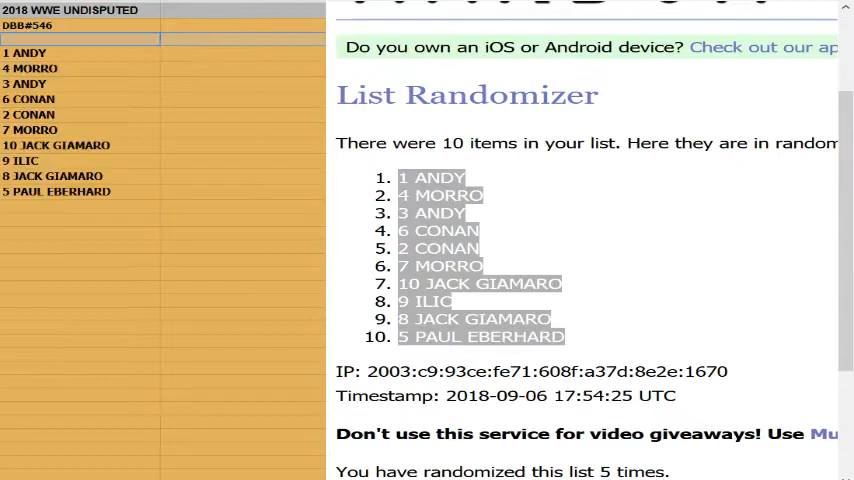 2018 WWE UNDISPUTED
DBB#546
1 ANDY
4 MORRO
3 ANDY
6 CONAN
2 CONAN
7 MORRO
10 JACK GIAMARO
9 ILIC
8 JACK GIAMARO
5 PAUL EBERHARD
Do you own an iOS or Android device? Check out our ap
List Randomizer
There were 10 items in your list. Here they are in random
1. 1 ANDY
2. 4 MORRO
3. 3 ANDY
4. 6 CONAN
5. 2 CONAN
6. 7 MORRO
7. 10 JACK GIAMARO
8. 9 ILIC
9. 8 JACK GIAMARO
10. 5 PAUL EBERHARD
IP: 2003:c9:93ce:fe71:608f:a37d:8e2e:1670
Timestamp: 2018-09-06 17:54:25 UTC
Don't use this service for video giveaways! Use Mu
You have randomized this list 5 times.